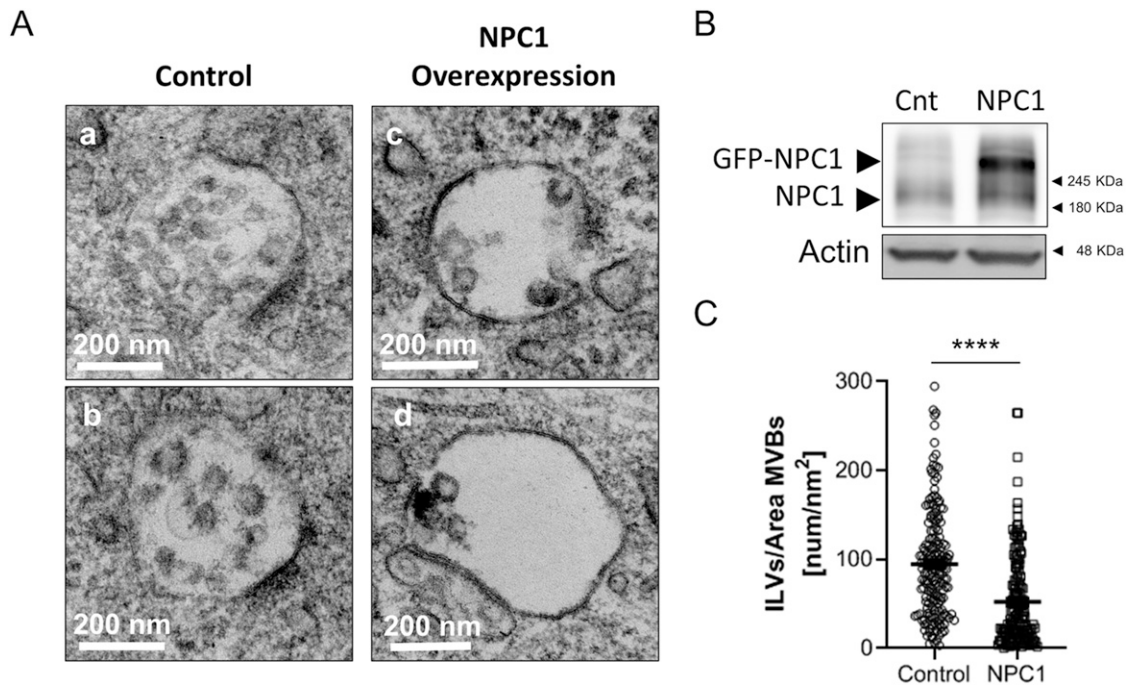 A
Control
NPC1
Overexpression
a
200 nm
c
200 nm
b
200 nm
d
200 nm
B
Cnt NPC1
GFP-NPC1
NPC1
245 KDa
180 KDa
Actin
48 KDa
C
****
ILVs/Area MVBs
[num/nm²]
300
200
100
0
Control NPC1